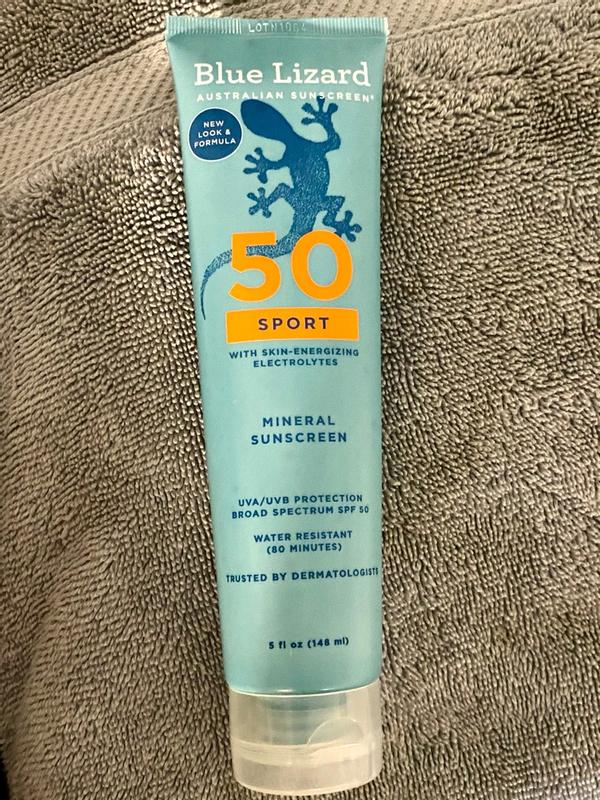 Blue Lizard
AUSTRALIAN SUNSCREEN®
NEW
LOOK &
FORMULA
50
SPORT
WITH SKIN-ENERGIZING
ELECTROLYTES
MINERAL
SUNSCREEN
UVA/UVB PROTECTION
BROAD SPECTRUM SPF 50
WATER RESISTANT
(80 MINUTES)
TRUSTED BY DERMATOLOGISTS
5 fl oz (148 ml)